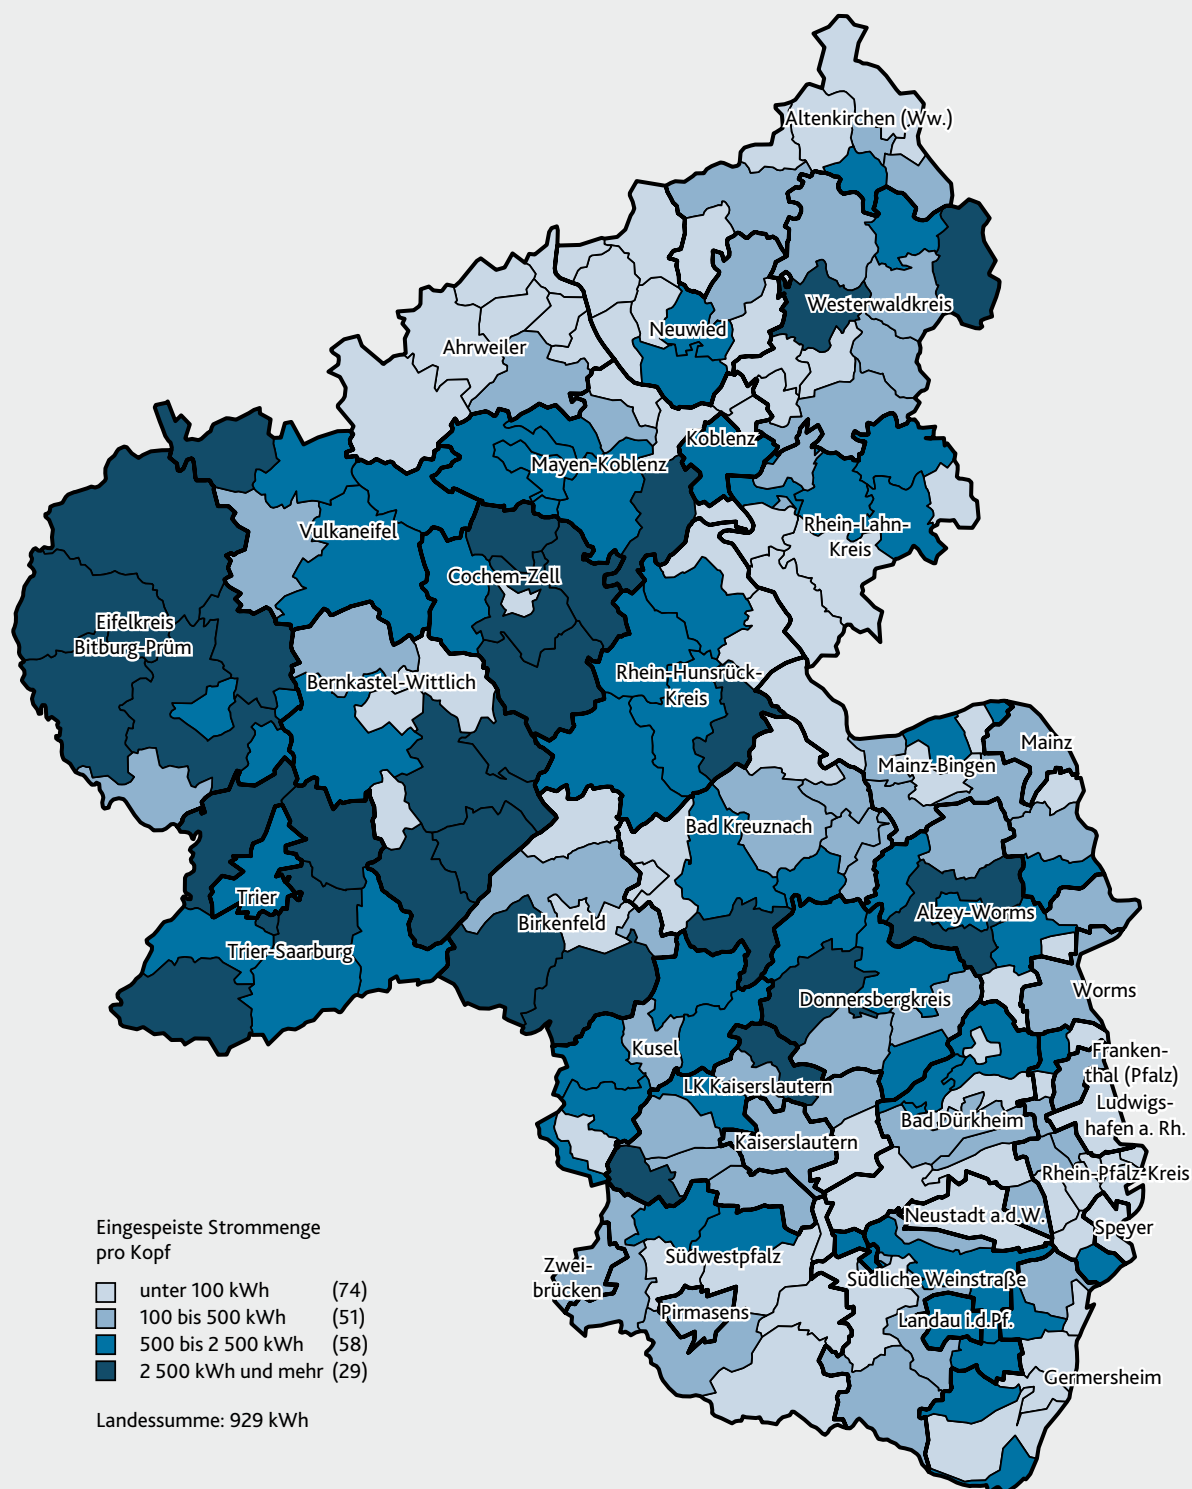 Altenkirchen (Ww.)
Westerwaldkreis
Neuwied
Ahrweiler
Koblenz
Mayen-Koblenz
Rhein-Lahn-
Kreis
Vulkaneifel
Cochem-Zell
Eifelkreis
Bitburg-Prüm
Rhein-Hunsrück-
Kreis
Bernkastel-Wittlich
Mainz
Mainz-Bingen
Bad Kreuznach
Trier
Alzey-Worms
Birkenfeld
Trier-Saarburg
Worms
Donnersbergkreis
Kusel
Franken-
thal (Pfalz)
LK Kaiserslautern
Ludwigs-
hafen a. Rh.
Bad Dürkheim
Kaiserslautern
Rhein-Pfalz-Kreis
Neustadt a.d.W.
Speyer
Südwestpfalz
Zwei-
brücken
Südliche Weinstraße
Pirmasens
Landau i.d.Pf.
Germersheim
Eingespeiste Strommenge
pro Kopf
unter 100 kWh (74)
100 bis 500 kWh (51)
500 bis 2 500 kWh (58)
2 500 kWh und mehr (29)
Landessumme: 929 kWh